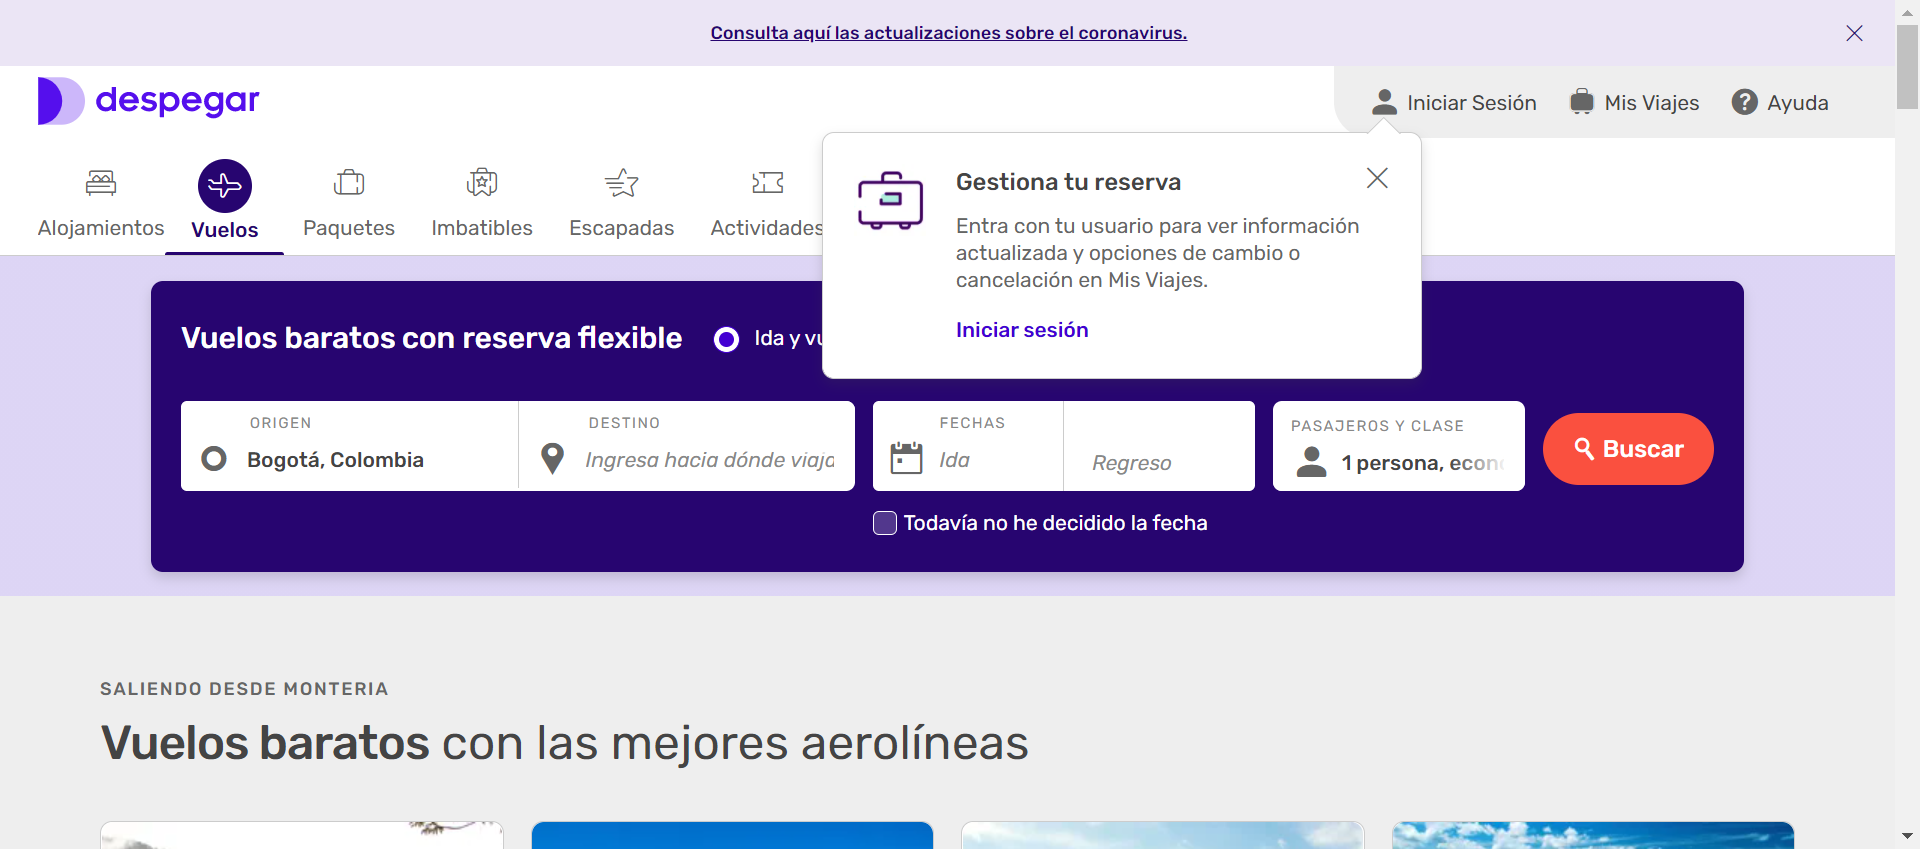 Consulta aquí las actualizaciones sobre el coronavirus.
despegar
Iniciar Sesión
Mis Viajes
? Ayuda
Alojamientos
Vuelos
Paquetes
Imbatibles
Escapadas
Actividades
Gestiona tu reserva
Entra con tu usuario para ver información
actualizada y opciones de cambio o
cancelación en Mis Viajes.
Iniciar sesión
Vuelos baratos con reserva flexible
Ida y vu
ORIGEN
Bogotá, Colombia
DESTINO
Ingresa hacia dónde viaja
FECHAS
Ida
Regreso
PASAJEROS Y CLASE
1 persona, econo
Buscar
Todavía no he decidido la fecha
SALIENDO DESDE MONTERIA
Vuelos baratos con las mejores aerolíneas